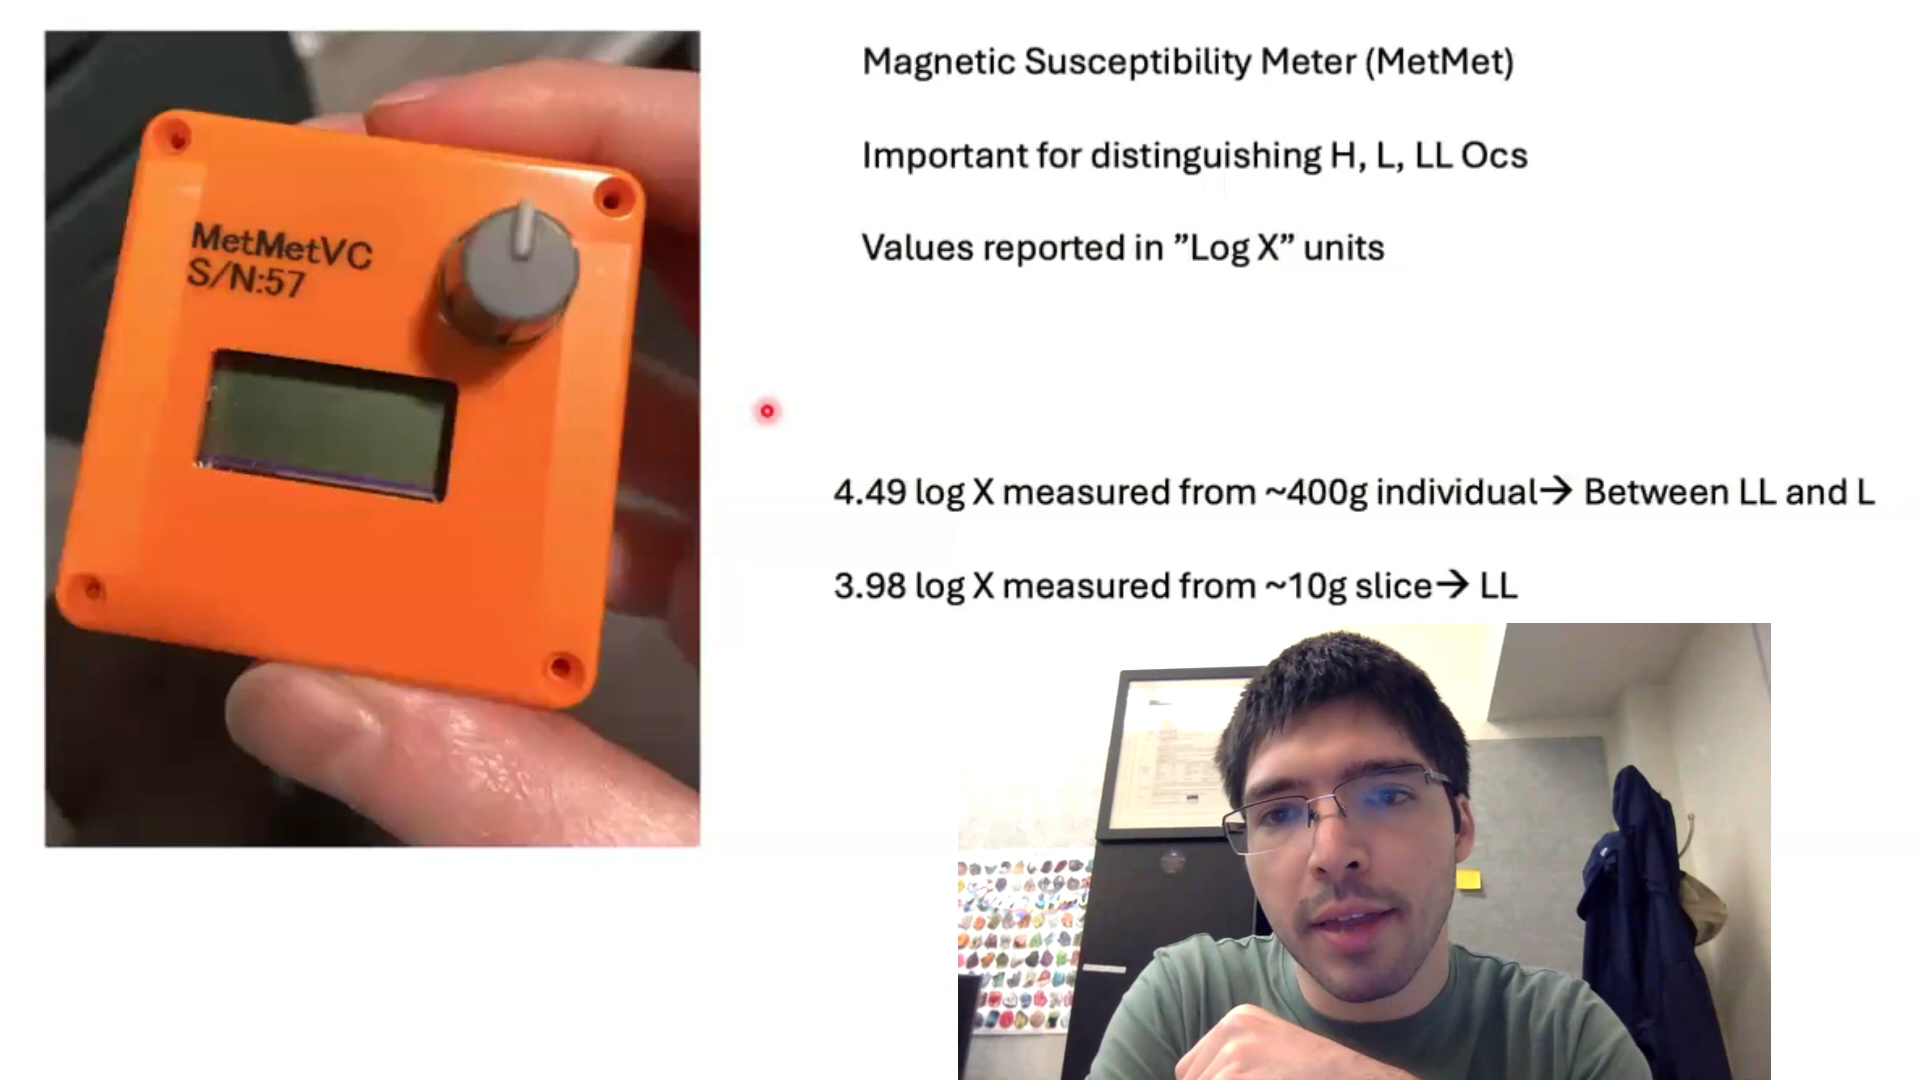 MetMetVC
S/N:57
Magnetic Susceptibility Meter (MetMet)
Important for distinguishing H, L, LL Ocs
Values reported in ”Log X” units
4.49 log X measured from ~400g individual→ Between LL and L
3.98 log X measured from ~10g slice→ LL